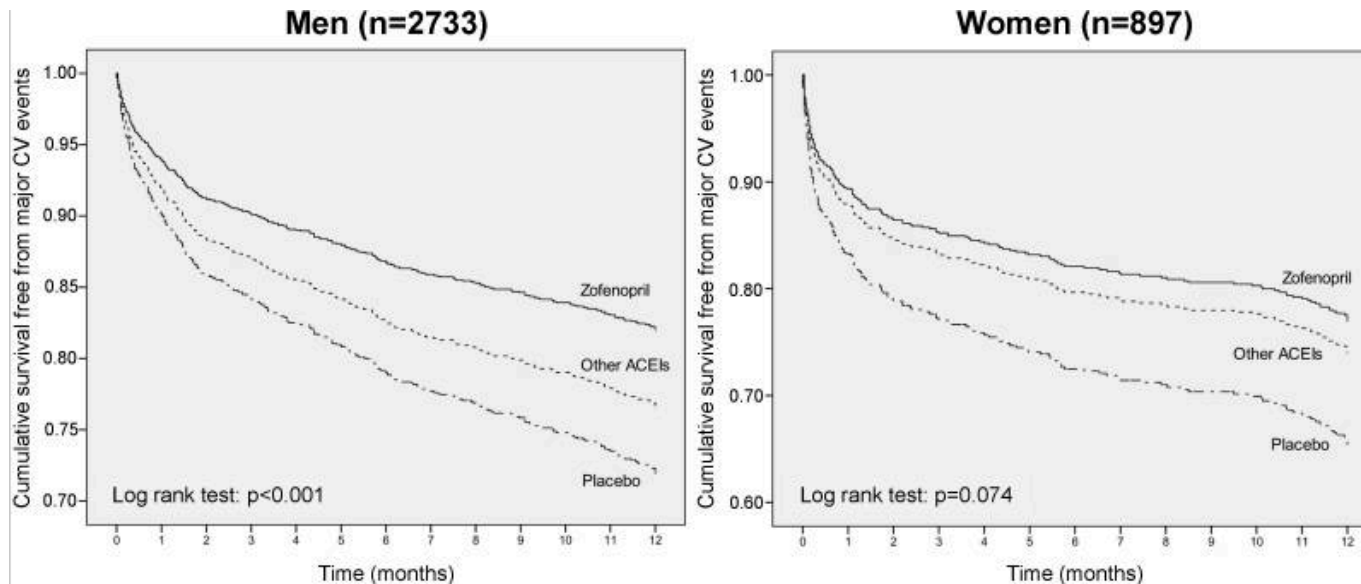 Men (n=2733)
Cumulative survival free from major CV events
1.00
0.95
0.90
0.85
0.80
0.75
0.70
Zofenopril
Other ACEIs
Placebo
Log rank test: p<0.001
0 1 2 3 4 5 6 7 8 9 10 11 12
Time (months)
Women (n=897)
Cumulative survival free from major CV events
1.00
0.90
0.80
0.70
0.60
Zofenopril
Other ACEIs
Placebo
Log rank test: p=0.074
0 1 2 3 4 5 6 7 8 9 10 11 12
Time (months)